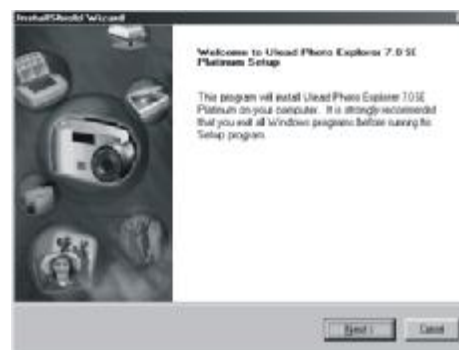 InstallShield Wizard
Welcome to Ulead Photo Explorer 7.0 SE
Platinum Setup
This program will install Ulead Photo Explorer 7.0 SE
Platinum on your computer. It is strongly recommended
that you exit all Windows programs before running this
Setup program.
Next >
Cancel